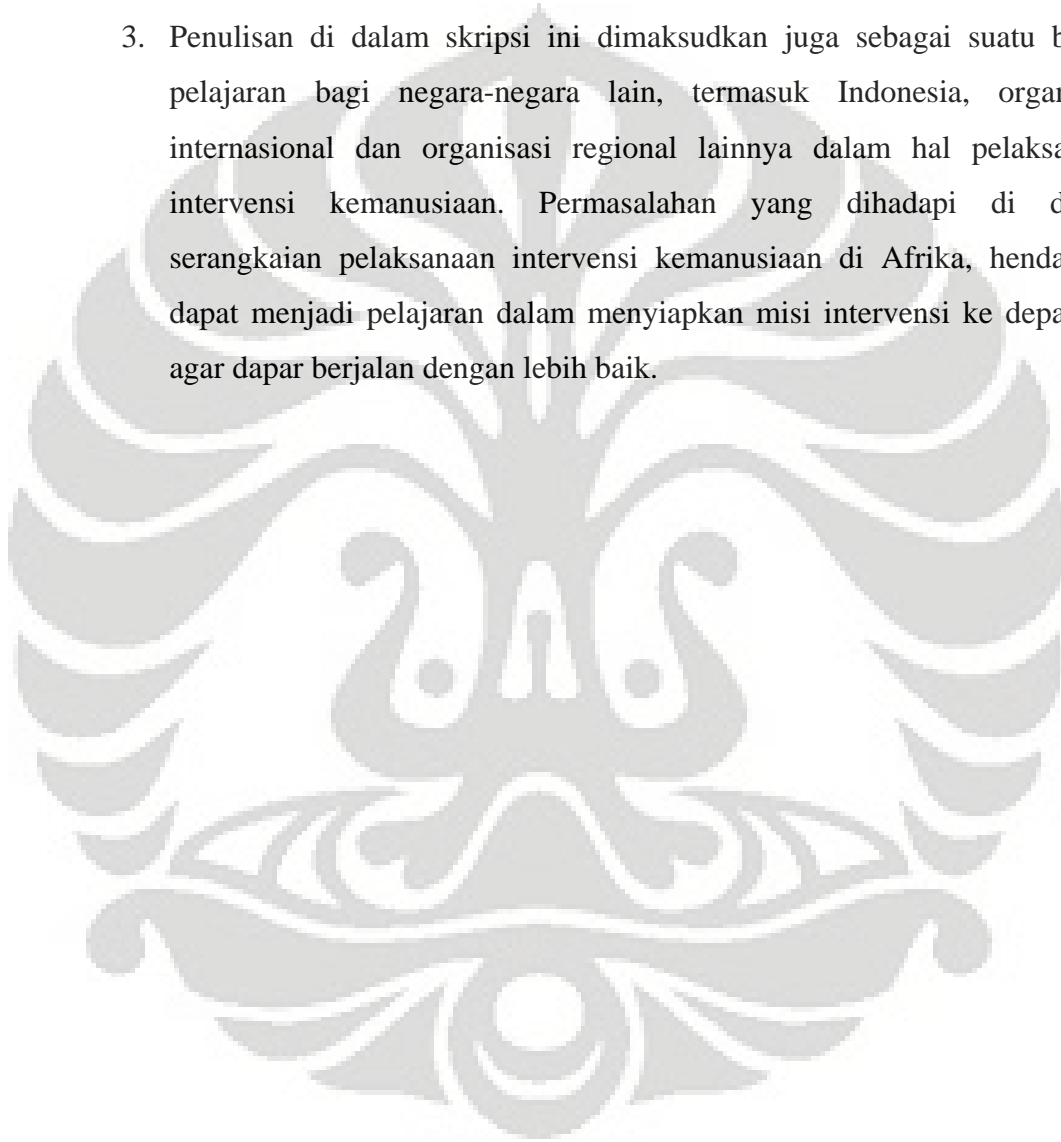 3. Penulisan di dalam skripsi ini dimaksudkan juga sebagai suatu
pelajaran bagi negara-negara lain, termasuk Indonesia,
internasional dan organisasi regional lainnya dalam hal
intervensi kemanusiaan. Permasalahan yang dihadapi di
serangkaian pelaksanaan intervensi kemanusiaan di Afrika,
dapat menjadi pelajaran dalam menyiapkan misi intervensi ke
agar dapar berjalan dengan lebih baik.